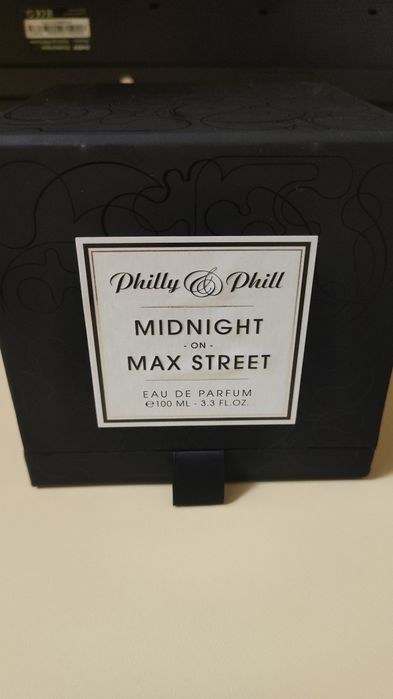 Philly & Phill
MIDNIGHT
- ON -
MAX STREET
EAU DE PARFUM
℮100 ML - 3.3 FL.OZ.